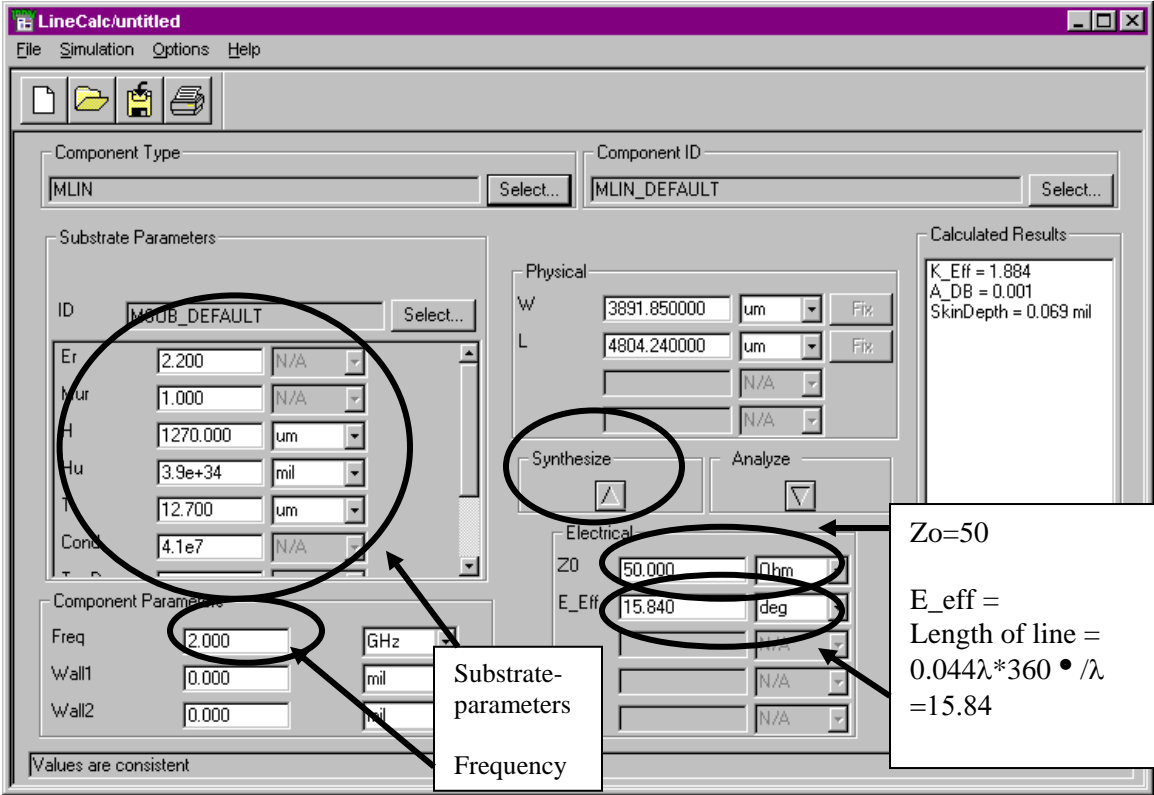 LineCalc/untitled
File Simulation Options Help
Component Type
MLIN
Select...
Component ID
MLIN_DEFAULT
Select...
Substrate Parameters
ID
MSUB_DEFAULT
Select...
Er 2.200 N/A
Mur 1.000 N/A
H 1270.000 um
Hu 3.9e+34 mil
T 12.700 um
Cond 4.1e7 N/A
Physical
W 3891.850000 um Fix
L 4804.240000 um Fix
N/A
N/A
Synthesize
Analyze
Calculated Results
K_Eff = 1.884
A_DB = 0.001
SkinDepth = 0.069 mil
Electrical
Z0 50.000 Ohm
E_Eff 15.840 deg
N/A
N/A
N/A
Component Parameters
Freq 2.000 GHz
Wall1 0.000 mil
Wall2 0.000 mil
Values are consistent
Substrate-
parameters
Frequency
Zo=50
E_eff =
Length of line =
0.044λ*360 • /λ
=15.84